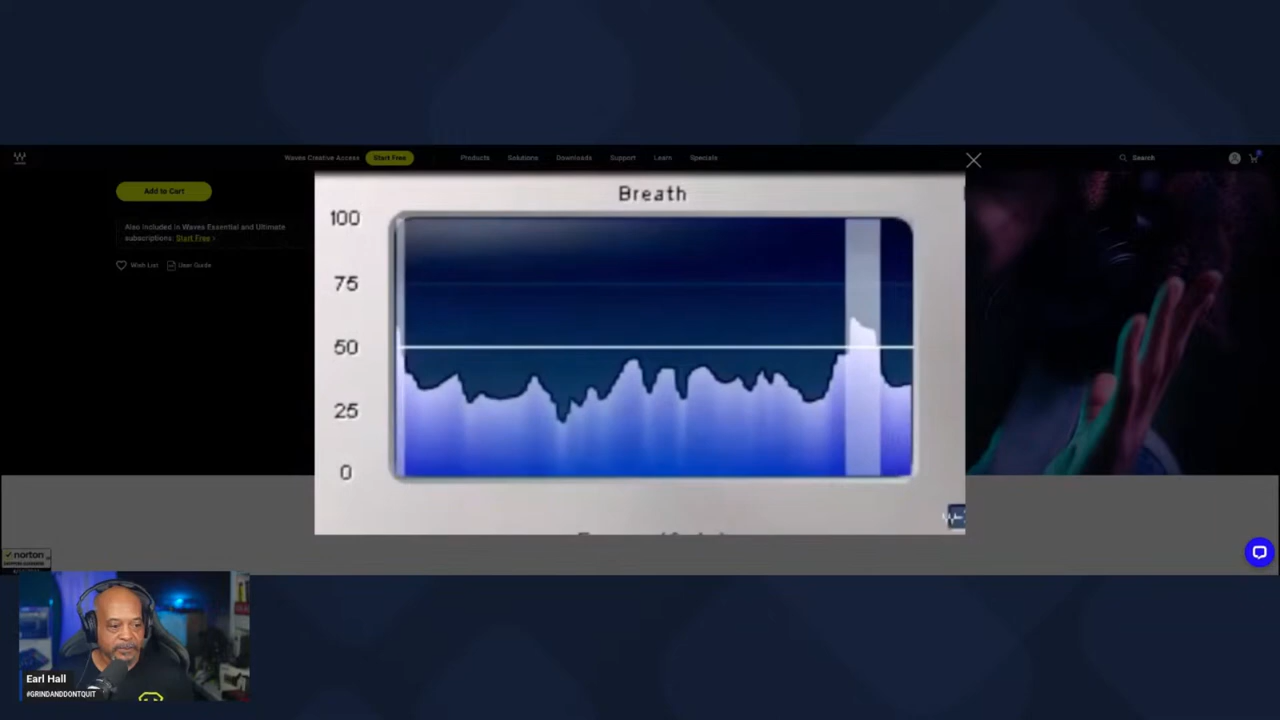 Waves Creative Access
Start Free
Products
Solutions
Downloads
Support
Learn
Specials
Search
Add to Cart
Also included in Waves Essential and Ultimate
subscriptions: Start Free >
Wish List
User Guide
Breath
100
75
50
25
0
norton
Earl Hall
#GRINDANDDONTQUIT